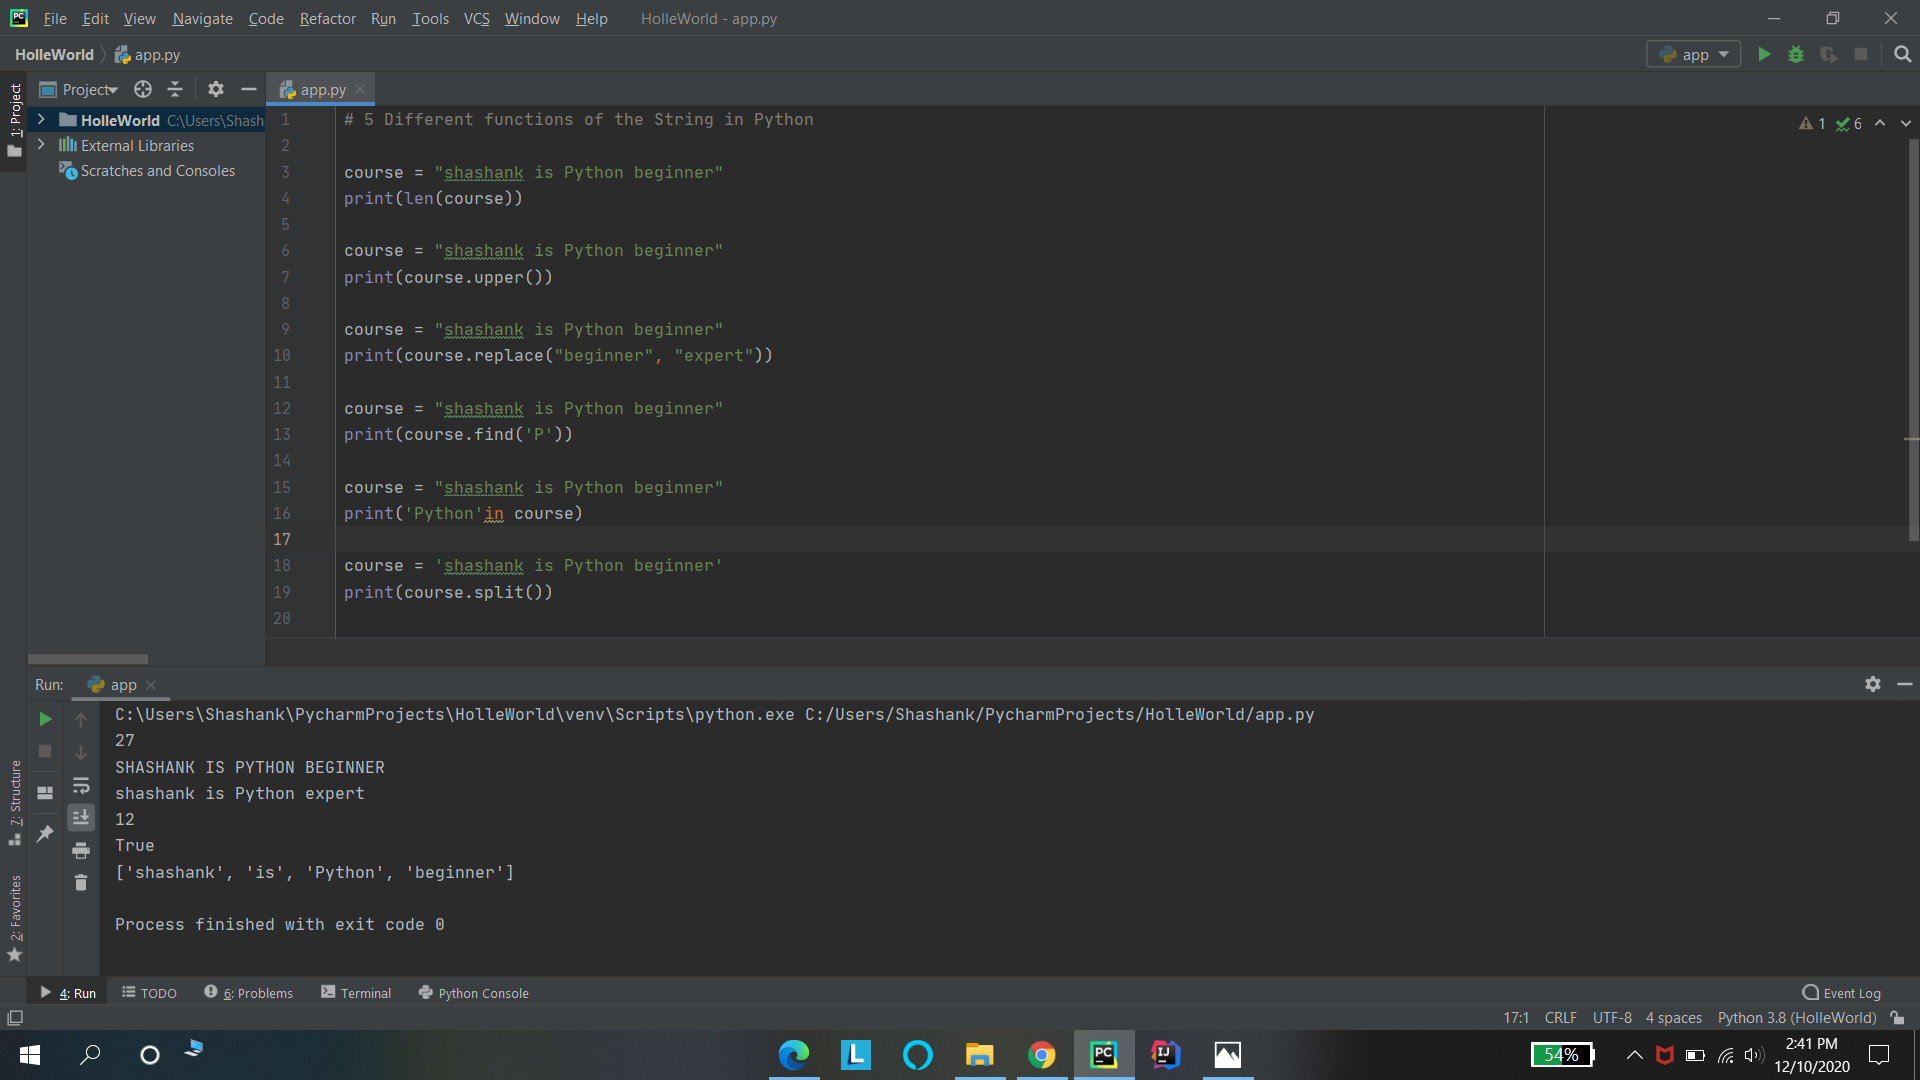 File Edit View Navigate Code Refactor Run Tools VCS Window Help HolleWorld - app.py
HolleWorld app.py app
1: Project
Project app.py
HolleWorld C:\Users\Shash
External Libraries
Scratches and Consoles
1 # 5 Different functions of the String in Python
2
3 course = "shashank is Python beginner"
4 print(len(course))
5
6 course = "shashank is Python beginner"
7 print(course.upper())
8
9 course = "shashank is Python beginner"
10 print(course.replace("beginner", "expert"))
11
12 course = "shashank is Python beginner"
13 print(course.find('P'))
14
15 course = "shashank is Python beginner"
16 print('Python'in course)
17
18 course = 'shashank is Python beginner'
19 print(course.split())
20
1 6
Run: app
C:\Users\Shashank\PycharmProjects\HolleWorld\venv\Scripts\python.exe C:/Users/Shashank/PycharmProjects/HolleWorld/app.py
27
SHASHANK IS PYTHON BEGINNER
shashank is Python expert
12
True
['shashank', 'is', 'Python', 'beginner']
Process finished with exit code 0
7: Structure
2: Favorites
4: Run TODO 6: Problems Terminal Python Console Event Log
17:1 CRLF UTF-8 4 spaces Python 3.8 (HolleWorld)
L PC IJ 54% 2:41 PM
12/10/2020